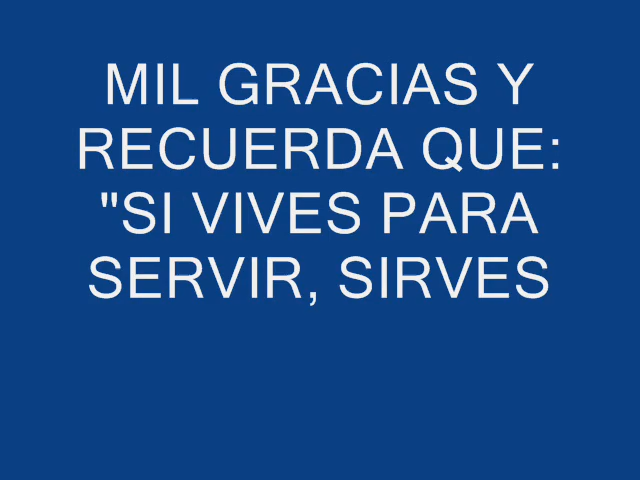 MIL GRACIAS Y
RECUERDA QUE:
"SI VIVES PARA
SERVIR, SIRVES